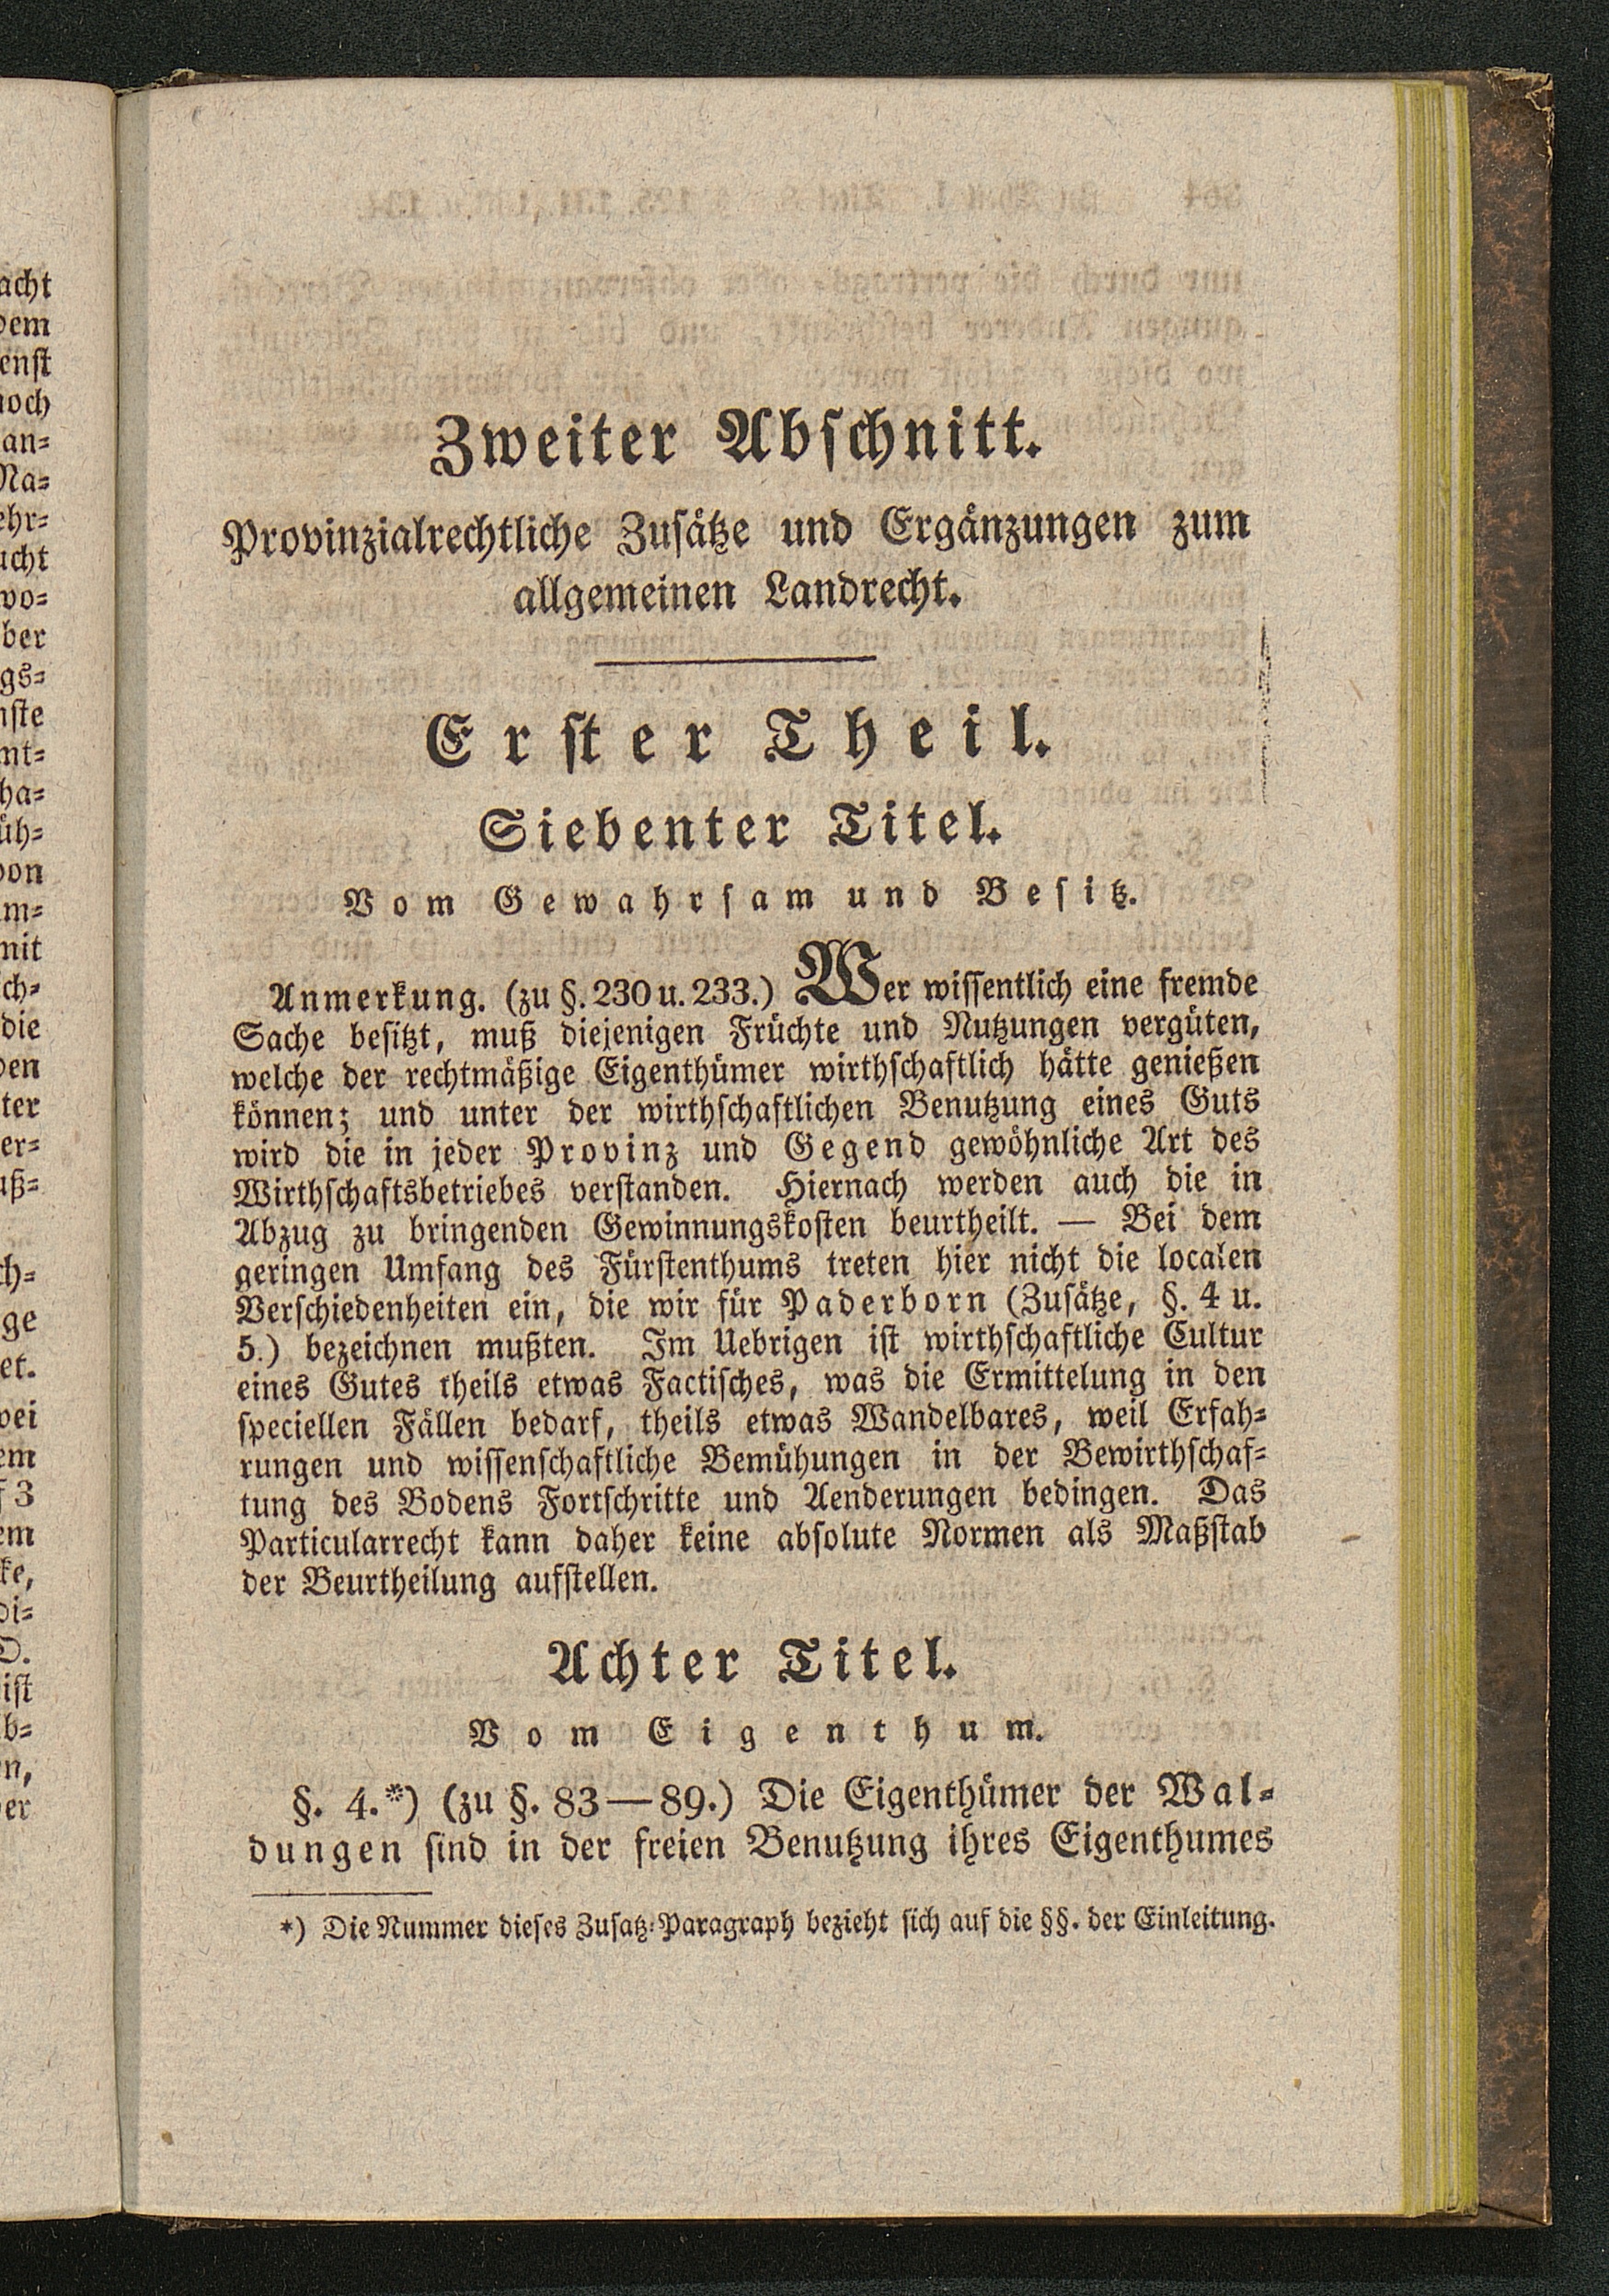 Zweiter Abschnitt.
Provinzialrechtliche Zusätze und Ergänzungen zum
allgemeinen Landrecht.
Erster Theil.
Siebenter Titel.
Vom Gewahrsam und Besitz.
Anmerkung. (zu §. 230 u. 233.) Wer wissentlich eine fremde
Sache besitzt, muß diejenigen Früchte und Nutzungen vergüten,
welche der rechtmäßige Eigenthümer wirthschaftlich hätte genießen
können; und unter der wirthschaftlichen Benutzung eines Guts
wird die in jeder Provinz und Gegend gewöhnliche Art des
Wirthschaftsbetriebes verstanden. Hiernach werden auch die in
Abzug zu bringenden Gewinnungskosten beurtheilt. — Bei dem
geringen Umfang des Fürstenthums treten hier nicht die localen
Verschiedenheiten ein, die wir für Paderborn (Zusätze, §. 4 u.
5.) bezeichnen mußten. Im Uebrigen ist wirthschaftliche Cultur
eines Gutes theils etwas Factisches, was die Ermittelung in den
speciellen Fällen bedarf, theils etwas Wandelbares, weil Erfah-
rungen und wissenschaftliche Bemühungen in der Bewirthschaf-
tung des Bodens Fortschritte und Aenderungen bedingen. Das
Particularrecht kann daher keine absolute Normen als Maßstab
der Beurtheilung aufstellen.
Achter Titel.
Vom Eigenthum.
§. 4.*) (zu §. 83—89.) Die Eigenthümer der Wal-
dungen sind in der freien Benutzung ihres Eigenthumes
*) Die Nummer dieses Zusatz-Paragraph bezieht sich auf die §§. der Einleitung.